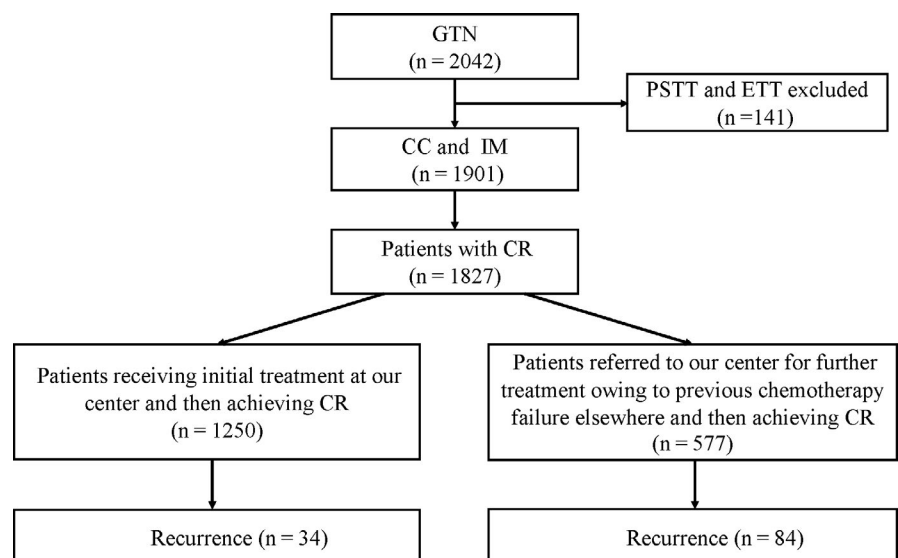 GTN
(n = 2042)
PSTT and ETT excluded
(n =141)
CC and IM
(n = 1901)
Patients with CR
(n = 1827)
Patients receiving initial treatment at our
center and then achieving CR
(n = 1250)
Patients referred to our center for further
treatment owing to previous chemotherapy
failure elsewhere and then achieving CR
(n = 577)
Recurrence (n = 34)
Recurrence (n = 84)